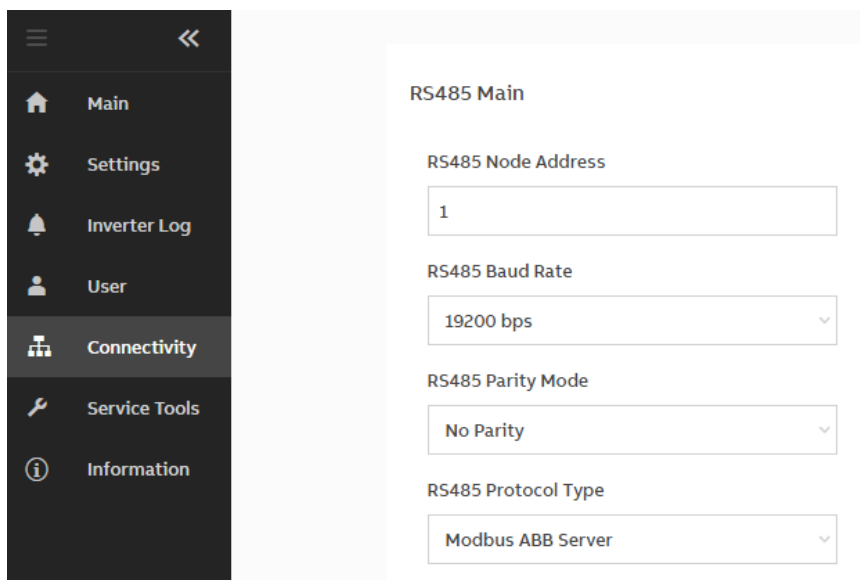 Main
Settings
Inverter Log
User
Connectivity
Service Tools
Information
RS485 Main
RS485 Node Address
1
RS485 Baud Rate
19200 bps
RS485 Parity Mode
No Parity
RS485 Protocol Type
Modbus ABB Server